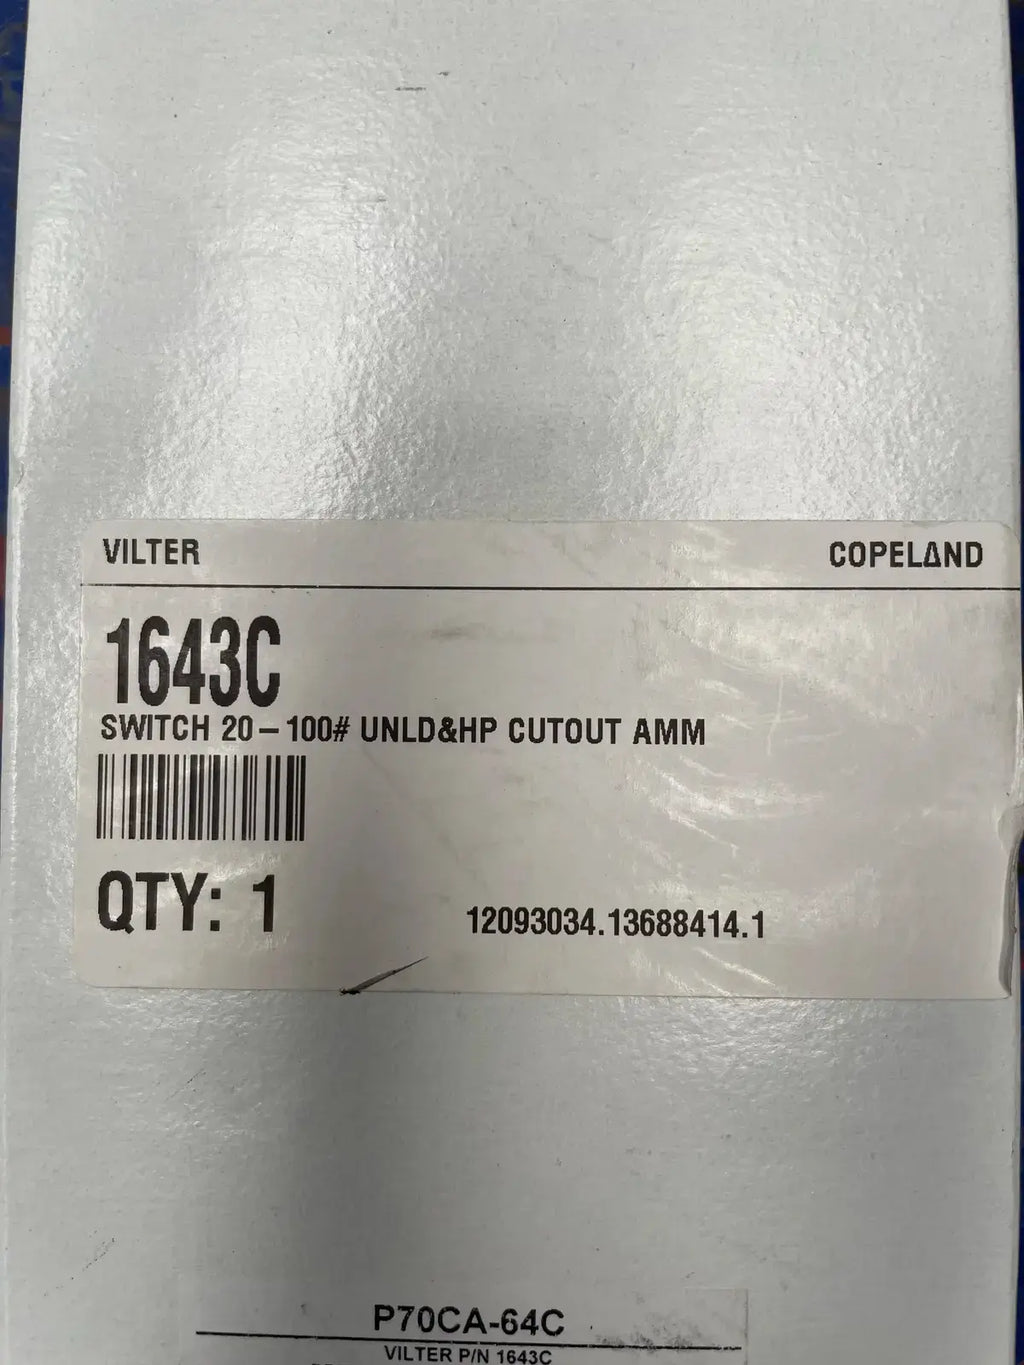 VILTER COPELAND
1643C
SWITCH 20-100# UNLD&HP CUTOUT AMM
QTY: 1 12093034.13688414.1
P70CA-64C
VILTER P/N 1643C